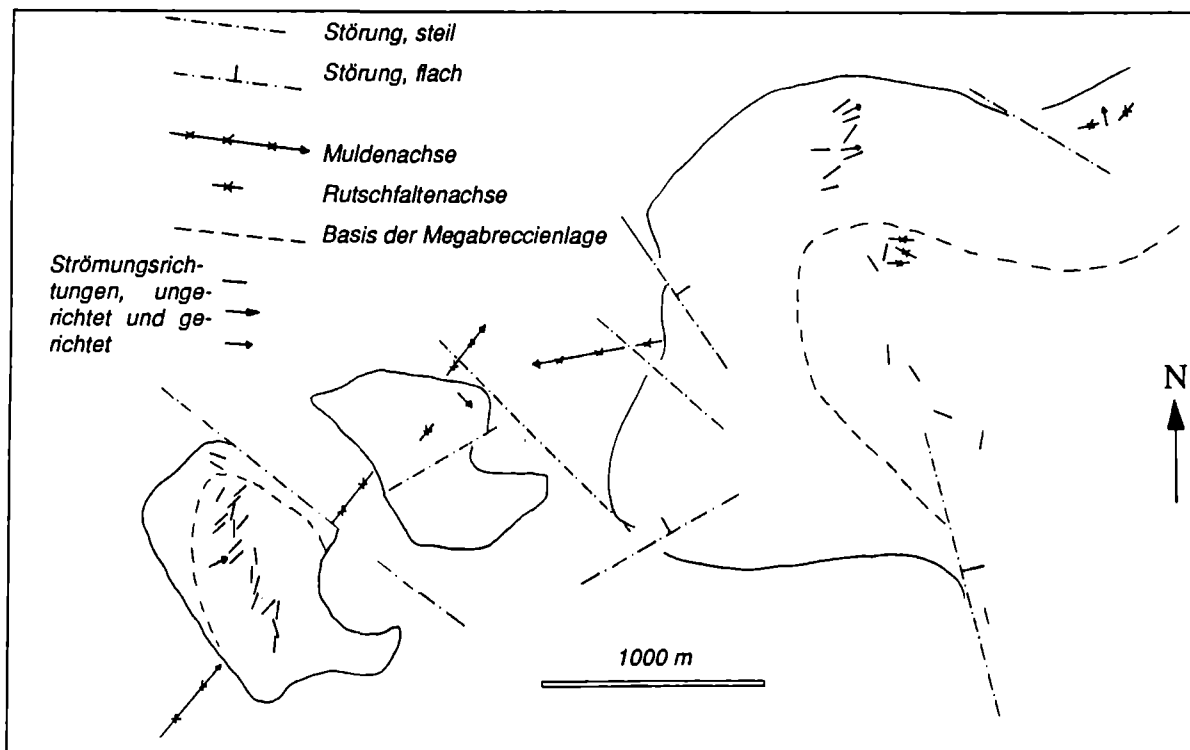 Störung, steil
Störung, flach
Muldenachse
Rutschfaltenachse
Basis der Megabreccienlage
Strömungsrich-
tungen, unge-
richtet und ge-
richtet
N
1000 m